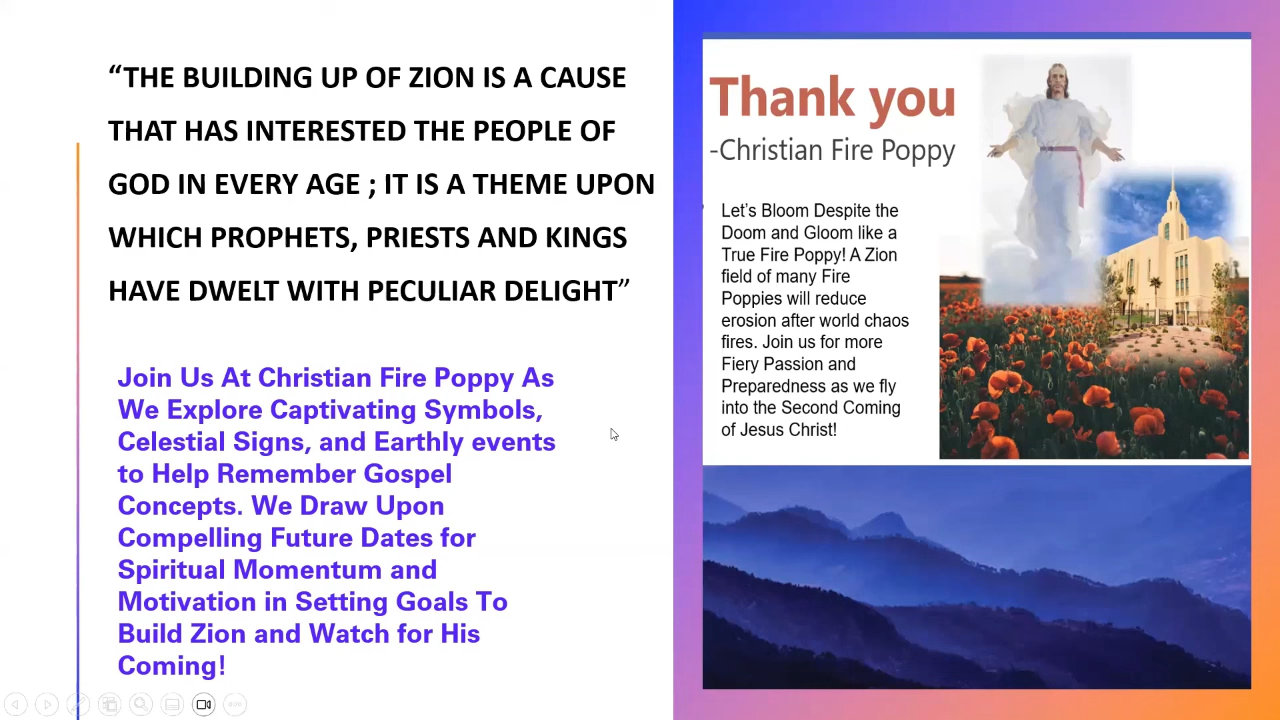 “THE BUILDING UP OF ZION IS A CAUSE
THAT HAS INTERESTED THE PEOPLE OF
GOD IN EVERY AGE ; IT IS A THEME UPON
WHICH PROPHETS, PRIESTS AND KINGS
HAVE DWELT WITH PECULIAR DELIGHT”
Join Us At Christian Fire Poppy As
We Explore Captivating Symbols,
Celestial Signs, and Earthly events
to Help Remember Gospel
Concepts. We Draw Upon
Compelling Future Dates for
Spiritual Momentum and
Motivation in Setting Goals To
Build Zion and Watch for His
Coming!
Thank you
-Christian Fire Poppy
Let’s Bloom Despite the
Doom and Gloom like a
True Fire Poppy! A Zion
field of many Fire
Poppies will reduce
erosion after world chaos
fires. Join us for more
Fiery Passion and
Preparedness as we fly
into the Second Coming
of Jesus Christ!